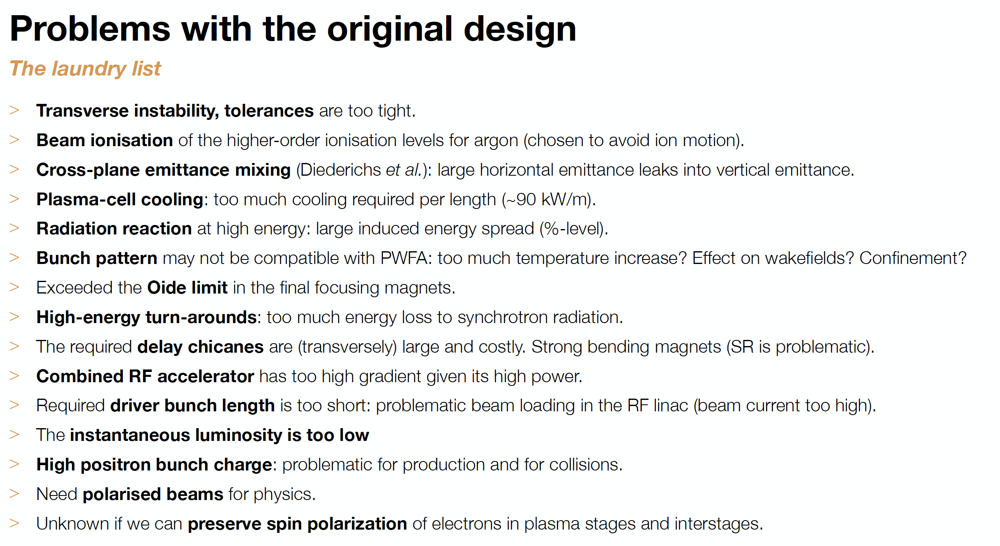 Problems with the original design
The laundry list
> Transverse instability, tolerances are too tight.
> Beam ionisation of the higher-order ionisation levels for argon (chosen to avoid ion motion).
> Cross-plane emittance mixing (Diederichs et al.): large horizontal emittance leaks into vertical emittance.
> Plasma-cell cooling: too much cooling required per length (~90 kW/m).
> Radiation reaction at high energy: large induced energy spread (%-level).
> Bunch pattern may not be compatible with PWFA: too much temperature increase? Effect on wakefields? Confinement?
> Exceeded the Oide limit in the final focusing magnets.
> High-energy turn-arounds: too much energy loss to synchrotron radiation.
> The required delay chicanes are (transversely) large and costly. Strong bending magnets (SR is problematic).
> Combined RF accelerator has too high gradient given its high power.
> Required driver bunch length is too short: problematic beam loading in the RF linac (beam current too high).
> The instantaneous luminosity is too low
> High positron bunch charge: problematic for production and for collisions.
> Need polarised beams for physics.
> Unknown if we can preserve spin polarization of electrons in plasma stages and interstages.